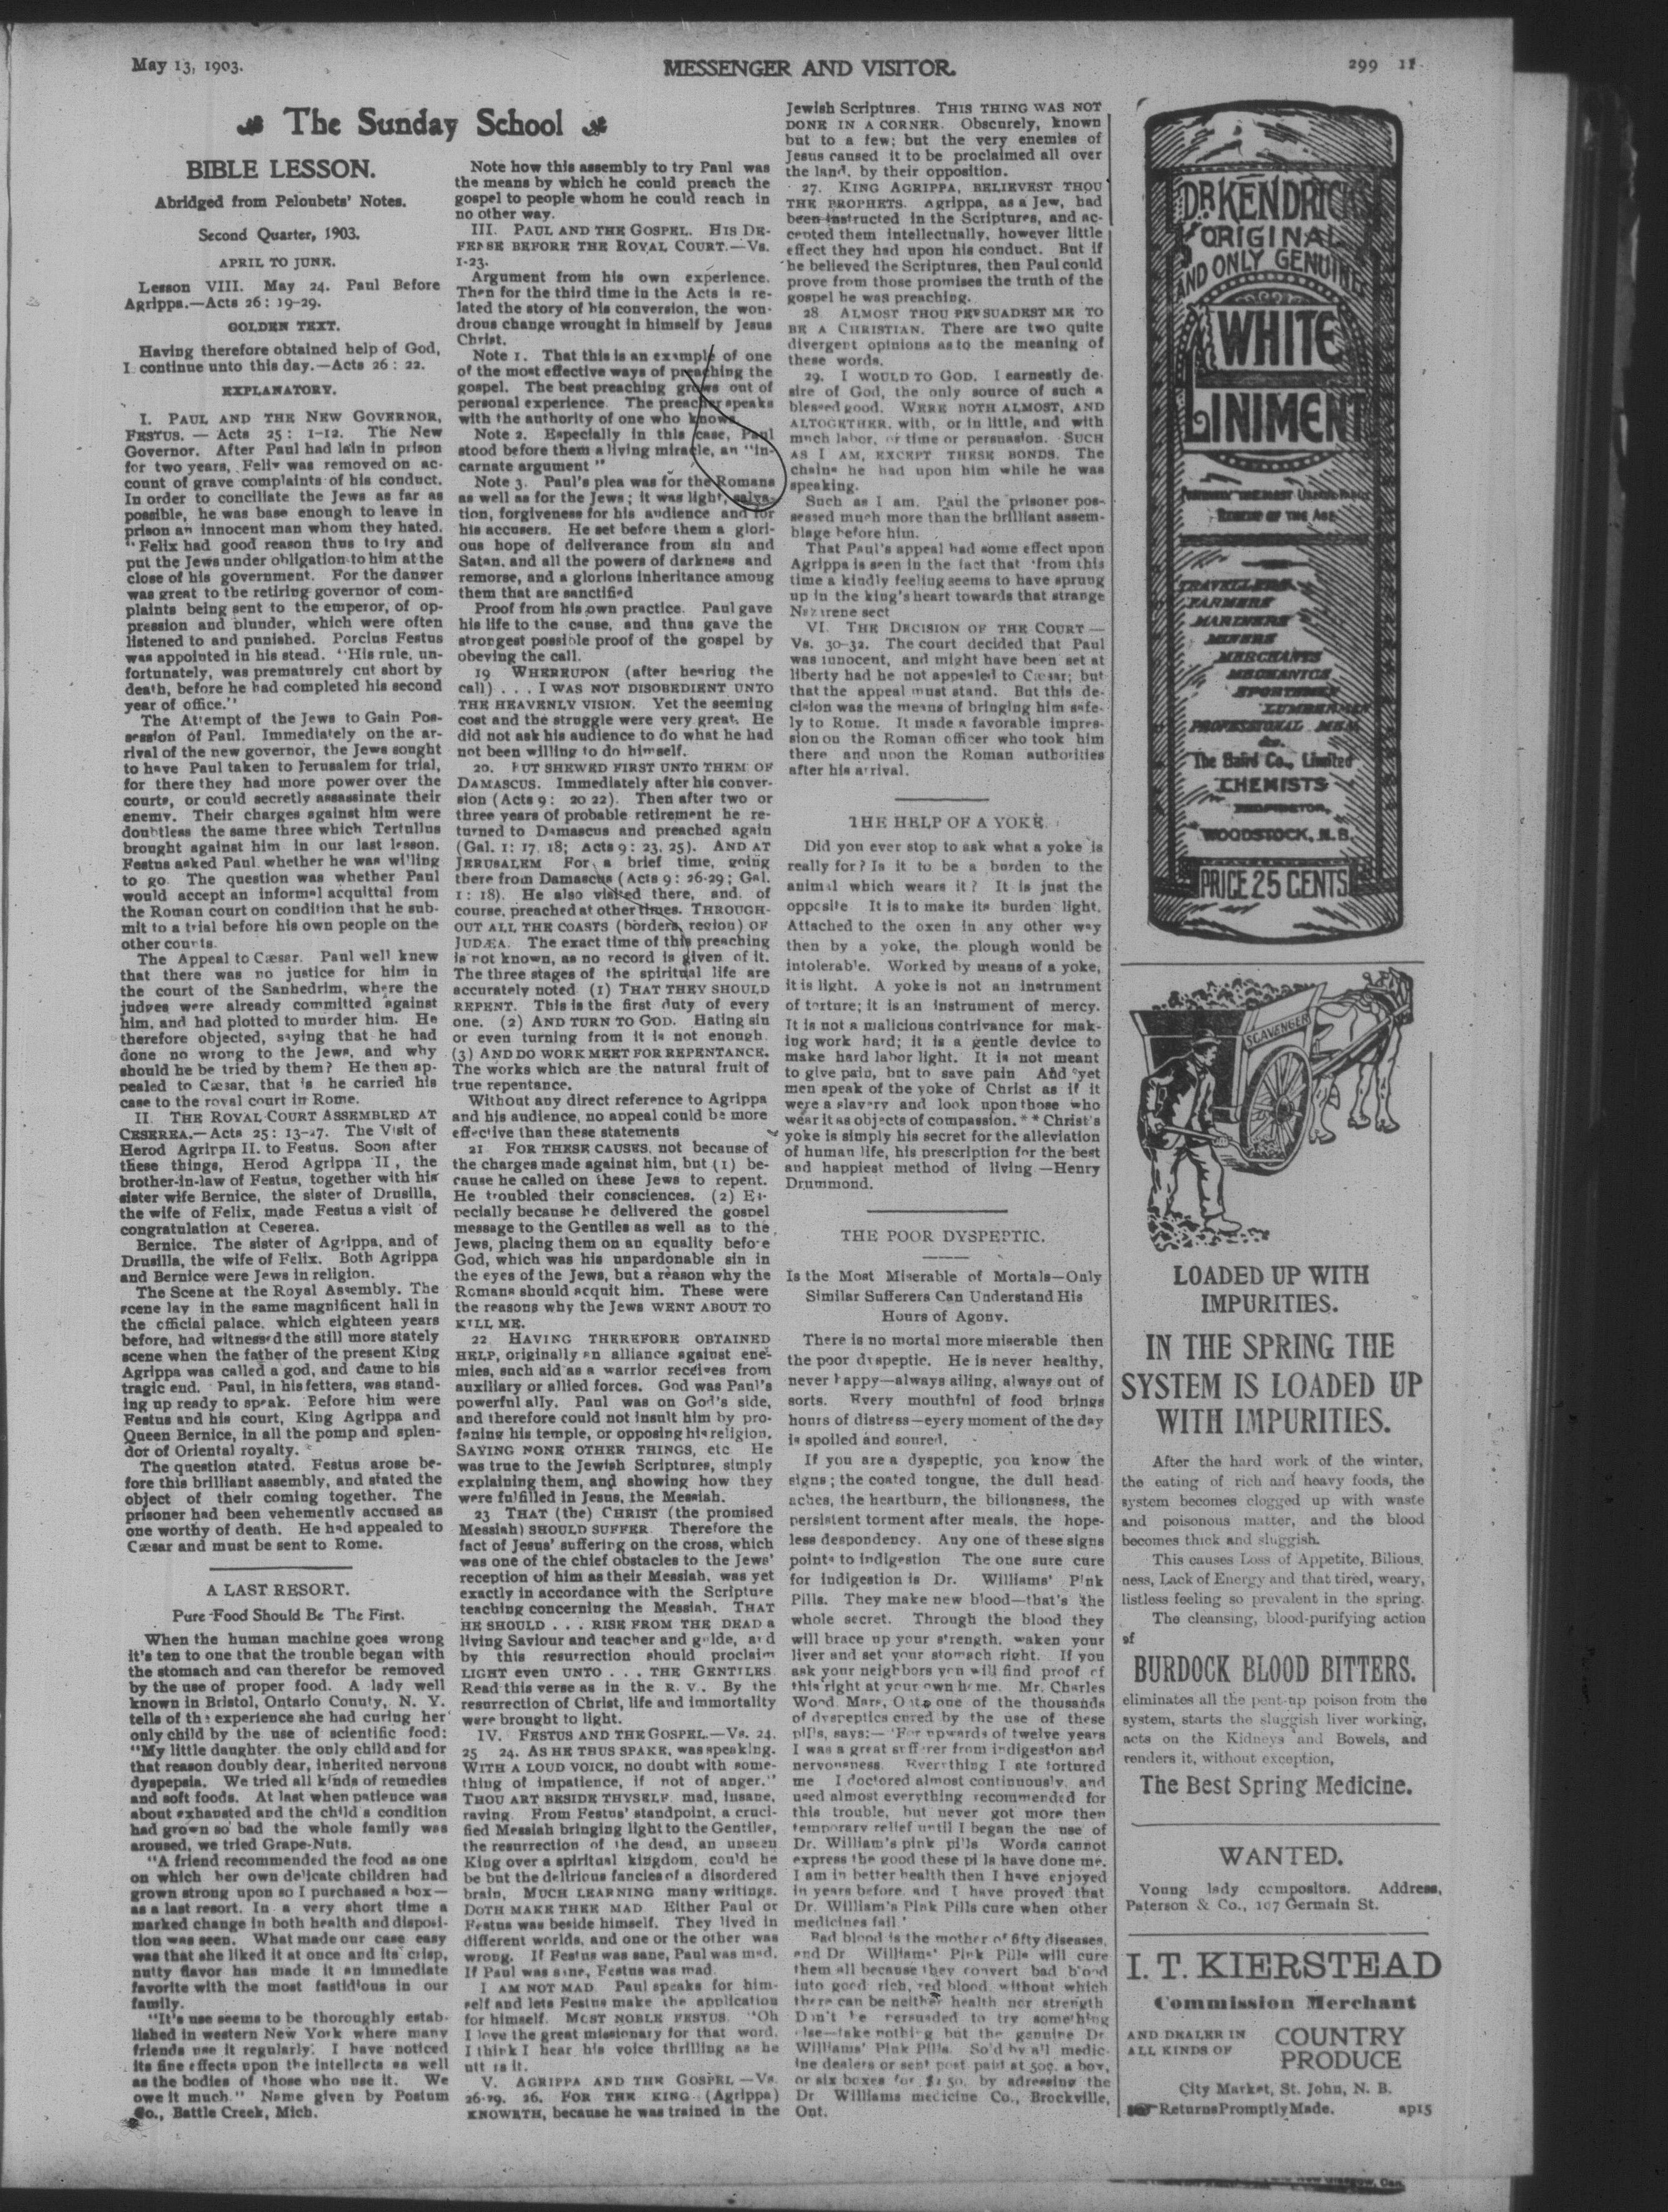 May 13, 1903.
MESSENGER AND VISITOR.
299 11
The Sunday School
BIBLE LESSON.
Abridged from Peloubets' Notes.
Second Quarter, 1903.
APRIL TO JUNE.
Lesson VIII. May 24. Paul Before
Agrippa.—Acts 26: 19-29.
GOLDEN TEXT.
Having therefore obtained help of God,
I continue unto this day.—Acts 26: 22.
EXPLANATORY.
I. PAUL AND THE NEW GOVERNOR,
FESTUS. — Acts 25: 1-12. The New
Governor. After Paul had lain in prison
for two years, Felix was removed on ac-
count of grave complaints of his conduct.
In order to conciliate the Jews as far as
possible, he was base enough to leave in
prison an innocent man whom they hated.
"Felix had good reason thus to try and
put the Jews under obligation to him at the
close of his government. For the danger
was great to the retiring governor of com-
plaints being sent to the emperor, of op-
pression and plunder, which were often
listened to and punished. Porcius Festus
was appointed in his stead. "His rule, un-
fortunately, was prematurely cut short by
death, before he had completed his second
year of office."
The Attempt of the Jews to Gain Pos-
session of Paul. Immediately on the ar-
rival of the new governor, the Jews sought
to have Paul taken to Jerusalem for trial,
for there they had more power over the
courts, or could secretly assassinate their
enemy. Their charges against him were
doubtless the same three which Tertullus
brought against him in our last lesson.
Festus asked Paul whether he was willing
to go. The question was whether Paul
would accept an informal acquittal from
the Roman court on condition that he sub-
mit to a trial before his own people on the
other courts.
The Appeal to Cæsar. Paul well knew
that there was no justice for him in
the court of the Sanhedrim, where the
judges were already committed against
him, and had plotted to murder him. He
therefore objected, saying that he had
done no wrong to the Jews, and why
should he be tried by them? He then ap-
pealed to Cæsar, that is he carried his
case to the royal court in Rome.
II. THE ROYAL COURT ASSEMBLED AT
CESEREA.—Acts 25: 13-27. The Visit of
Herod Agrippa II. to Festus. Soon after
these things, Herod Agrippa II, the
brother-in-law of Festus, together with his
sister wife Bernice, the sister of Drusilla,
the wife of Felix, made Festus a visit of
congratulation at Ceserea.
Bernice. The sister of Agrippa, and of
Drusilla, the wife of Felix. Both Agrippa
and Bernice were Jews in religion.
The Scene at the Royal Assembly. The
scene lay in the same magnificent hall in
the official palace, which eighteen years
before, had witnessed the still more stately
scene when the father of the present King
Agrippa was called a god, and came to his
tragic end. Paul, in his fetters, was stand-
ing up ready to speak. Before him were
Festus and his court, King Agrippa and
Queen Bernice, in all the pomp and splen-
dor of Oriental royalty.
The question stated. Festus arose be-
fore this brilliant assembly, and stated the
object of their coming together. The
prisoner had been vehemently accused as
one worthy of death. He had appealed to
Cæsar and must be sent to Rome.
A LAST RESORT.
Pure Food Should Be The First.
When the human machine goes wrong
it's ten to one that the trouble began with
the stomach and can therefor be removed
by the use of proper food. A lady well
known in Bristol, Ontario County, N. Y.
tells of the experience she had curing her
only child by the use of scientific food:
"My little daughter, the only child and for
that reason doubly dear, inherited nervous
dyspepsia. We tried all kinds of remedies
and soft foods. At last when patience was
about exhausted and the child's condition
had grown so bad the whole family was
aroused, we tried Grape-Nuts.
"A friend recommended the food as one
on which her own delicate children had
grown strong upon so I purchased a box—
as a last resort. In a very short time a
marked change in both health and disposi-
tion was seen. What made our case easy
was that she liked it at once and its crisp,
nutty flavor has made it an immediate
favorite with the most fastidious in our
family.
"It's use seems to be thoroughly estab-
lished in western New York where many
friends use it regularly. I have noticed
its fine effects upon the intellects as well
as the bodies of those who use it. We
owe it much." Name given by Postum
Co., Battle Creek, Mich.
Note how this assembly to try Paul was
the means by which he could preach the
gospel to people whom he could reach in
no other way.
III. PAUL AND THE GOSPEL. HIS DE-
FENSE BEFORE THE ROYAL COURT.—Vs.
1-23.
Argument from his own experience.
Then for the third time in the Acts is re-
lated the story of his conversion, the won-
drous change wrought in himself by Jesus
Christ.
Note 1. That this is an example of one
of the most effective ways of preaching the
gospel. The best preaching grows out of
personal experience. The preacher speaks
with the authority of one who knows.
Note 2. Especially in this case, Paul
stood before them a living miracle, an "in-
carnate argument"
Note 3. Paul's plea was for the Romans
as well as for the Jews; it was light, salva-
tion, forgiveness for his audience and for
his accusers. He set before them a glori-
ous hope of deliverance from sin and
Satan, and all the powers of darkness and
remorse, and a glorious inheritance among
them that are sanctified
Proof from his own practice. Paul gave
his life to the cause, and thus gave the
strongest possible proof of the gospel by
obeying the call.
19 WHEREUPON (after hearing the
call) . . . I WAS NOT DISOBEDIENT UNTO
THE HEAVENLY VISION. Yet the seeming
cost and the struggle were very great. He
did not ask his audience to do what he had
not been willing to do himself.
20. BUT SHEWED FIRST UNTO THEM OF
DAMASCUS. Immediately after his conver-
sion (Acts 9: 20 22). Then after two or
three years of probable retirement he re-
turned to Damascus and preached again
(Gal. 1: 17, 18; Acts 9: 23, 25). AND AT
JERUSALEM For a brief time, going
there from Damascus (Acts 9: 26-29; Gal.
1: 18). He also visited there, and, of
course, preached at other times. THROUGH-
OUT ALL THE COASTS (borders, region) OF
JUDÆA. The exact time of this preaching
is not known, as no record is given of it.
The three stages of the spiritual life are
accurately noted (1) THAT THEY SHOULD
REPENT. This is the first duty of every
one. (2) AND TURN TO GOD. Hating sin
or even turning from it is not enough.
(3) AND DO WORK MEET FOR REPENTANCE.
The works which are the natural fruit of
true repentance.
Without any direct reference to Agrippa
and his audience, no appeal could be more
effective than these statements
21 FOR THESE CAUSES, not because of
the charges made against him, but (1) be-
cause he called on these Jews to repent.
He troubled their consciences. (2) Es-
pecially because he delivered the gospel
message to the Gentiles as well as to the
Jews, placing them on an equality before
God, which was his unpardonable sin in
the eyes of the Jews, but a reason why the
Romans should acquit him. These were
the reasons why the Jews WENT ABOUT TO
KILL ME.
22 HAVING THEREFORE OBTAINED
HELP, originally an alliance against ene-
mies, such aid as a warrior receives from
auxiliary or allied forces. God was Paul's
powerful ally. Paul was on God's side,
and therefore could not insult him by pro-
faning his temple, or opposing his religion.
SAYING NONE OTHER THINGS, etc He
was true to the Jewish Scriptures, simply
explaining them, and showing how they
were fulfilled in Jesus, the Messiah.
23 THAT (the) CHRIST (the promised
Messiah) SHOULD SUFFER. Therefore the
fact of Jesus' suffering on the cross, which
was one of the chief obstacles to the Jews'
reception of him as their Messiah, was yet
exactly in accordance with the Scripture
teaching concerning the Messiah. THAT
HE SHOULD . . . RISE FROM THE DEAD a
living Saviour and teacher and guide, and
by this resurrection should proclaim
LIGHT even UNTO . . . THE GENTILES.
Read this verse as in the R. V.. By the
resurrection of Christ, life and immortality
were brought to light.
IV. FESTUS AND THE GOSPEL.—Vs. 24,
25 24. AS HE THUS SPAKE, was speaking.
WITH A LOUD VOICE, no doubt with some-
thing of impatience, if not of anger."
THOU ART BESIDE THYSELF. mad, insane,
raving. From Festus' standpoint, a cruci-
fied Messiah bringing light to the Gentiles,
the resurrection of the dead, an unseen
King over a spiritual kingdom, could he
be but the delirious fancies of a disordered
brain, MUCH LEARNING many writings.
DOTH MAKE THEE MAD Either Paul or
Festus was beside himself. They lived in
different worlds, and one or the other was
wrong. If Festus was sane, Paul was mad.
If Paul was sane, Festus was mad.
I AM NOT MAD. Paul speaks for him-
self and lets Festus make the application
for himself. MOST NOBLE FESTUS. "Oh
I love the great missionary for that word.
I think I hear his voice thrilling as he
utters it.
V. AGRIPPA AND THE GOSPEL —Vs.
26-29. 26. FOR THE KING (Agrippa)
KNOWETH, because he was trained in the
Jewish Scriptures. THIS THING WAS NOT
DONE IN A CORNER. Obscurely, known
but to a few; but the very enemies of
Jesus caused it to be proclaimed all over
the land, by their opposition.
27. KING AGRIPPA, BELIEVEST THOU
THE PROPHETS. Agrippa, as a Jew, had
been instructed in the Scriptures, and ac-
cepted them intellectually, however little
effect they had upon his conduct. But if
he believed the Scriptures, then Paul could
prove from those promises the truth of the
gospel he was preaching.
28. ALMOST THOU PERSUADEST ME TO
BE A CHRISTIAN. There are two quite
divergent opinions as to the meaning of
these words.
29. I WOULD TO GOD. I earnestly de-
sire of God, the only source of such a
blessed good. WERE BOTH ALMOST, AND
ALTOGETHER, with, or in little, and with
much labor, or time or persuasion. SUCH
AS I AM, EXCEPT THESE BONDS. The
chains he had upon him while he was
speaking.
Such as I am. Paul the prisoner pos-
sessed much more than the brilliant assem-
blage before him.
That Paul's appeal had some effect upon
Agrippa is seen in the fact that 'from this
time a kindly feeling seems to have sprung
up in the king's heart towards that strange
Nazarene sect
VI. THE DECISION OF THE COURT —
Vs. 30-32. The court decided that Paul
was innocent, and might have been set at
liberty had he not appealed to Cæsar; but
that the appeal must stand. But this de-
cision was the means of bringing him safe-
ly to Rome. It made a favorable impres-
sion on the Roman officer who took him
there and upon the Roman authorities
after his arrival.
THE HELP OF A YOKE.
Did you ever stop to ask what a yoke is
really for? Is it to be a burden to the
animal which wears it? It is just the
opposite. It is to make its burden light.
Attached to the oxen in any other way
then by a yoke, the plough would be
intolerable. Worked by means of a yoke,
it is light. A yoke is not an instrument
of torture; it is an instrument of mercy.
It is not a malicious contrivance for mak-
ing work hard; it is a gentle device to
make hard labor light. It is not meant
to give pain, but to save pain And yet
men speak of the yoke of Christ as if it
were a slavery and look upon those who
wear it as objects of compassion. * * Christ's
yoke is simply his secret for the alleviation
of human life, his prescription for the best
and happiest method of living —Henry
Drummond.
THE POOR DYSPEPTIC.
Is the Most Miserable of Mortals—Only
Similar Sufferers Can Understand His
Hours of Agony.
There is no mortal more miserable then
the poor dyspeptic. He is never healthy,
never happy—always ailing, always out of
sorts. Every mouthful of food brings
hours of distress—eyery moment of the day
is spoiled and soured.
If you are a dyspeptic, you know the
signs; the coated tongue, the dull head-
aches, the heartburn, the biliousness, the
persistent torment after meals, the hope-
less despondency. Any one of these signs
points to indigestion The one sure cure
for indigestion is Dr. Williams' Pink
Pills. They make new blood—that's the
whole secret. Through the blood they
will brace up your strength, waken your
liver and set your stomach right. If you
ask your neighbors you will find proof of
this right at your own home. Mr. Charles
Wood, Mars, Ont., one of the thousands
of dyspeptics cured by the use of these
pills, says:— 'For upwards of twelve years
I was a great sufferer from indigestion and
nervousness. Everything I ate tortured
me I doctored almost continuously, and
used almost everything recommended for
this trouble, but never got more then
temporary relief until I began the use of
Dr. William's pink pills Words cannot
express the good these pills have done me.
I am in better health then I have enjoyed
in years before, and I have proved that
Dr. William's Pink Pills cure when other
medicines fail.'
Bad blood is the mother of fifty diseases,
and Dr Williams' Pink Pills will cure
them all because they convert bad blood
into good rich, red blood, without which
there can be neither health nor strength
Don't be persuaded to try something
else—take nothing but the genuine Dr
Williams' Pink Pills. Sold by all medic-
ine dealers or sent post paid at 50c. a box,
or six boxes for $2.50, by adressing the
Dr Williams medicine Co., Brockville,
Ont.
DR KENDRICK'S
ORIGINAL
AND ONLY GENUINE
WHITE
LINIMENT
REMEDY OF THE AGE
TRAVELLERS
FARMERS
MARINERS
MINERS
MERCHANTS
MECHANICS
SPORTSMEN
LUMBERMEN
PROFESSIONAL MEN
&c.
The Baird Co., Limited
CHEMISTS
WOODSTOCK, N.B.
PRICE 25 CENTS
SCAVENGER
LOADED UP WITH
IMPURITIES.
IN THE SPRING THE
SYSTEM IS LOADED UP
WITH IMPURITIES.
After the hard work of the winter,
the eating of rich and heavy foods, the
system becomes clogged up with waste
and poisonous matter, and the blood
becomes thick and sluggish.
This causes Loss of Appetite, Bilious-
ness, Lack of Energy and that tired, weary,
listless feeling so prevalent in the spring.
The cleansing, blood-purifying action
of
BURDOCK BLOOD BITTERS.
eliminates all the pent-up poison from the
system, starts the sluggish liver working,
acts on the Kidneys and Bowels, and
renders it, without exception,
The Best Spring Medicine.
WANTED.
Young lady compositors. Address,
Paterson & Co., 107 Germain St.
I. T. KIERSTEAD
Commission Merchant
AND DEALER IN
ALL KINDS OF
COUNTRY
PRODUCE
City Market, St. John, N. B.
Returns Promptly Made. ap15